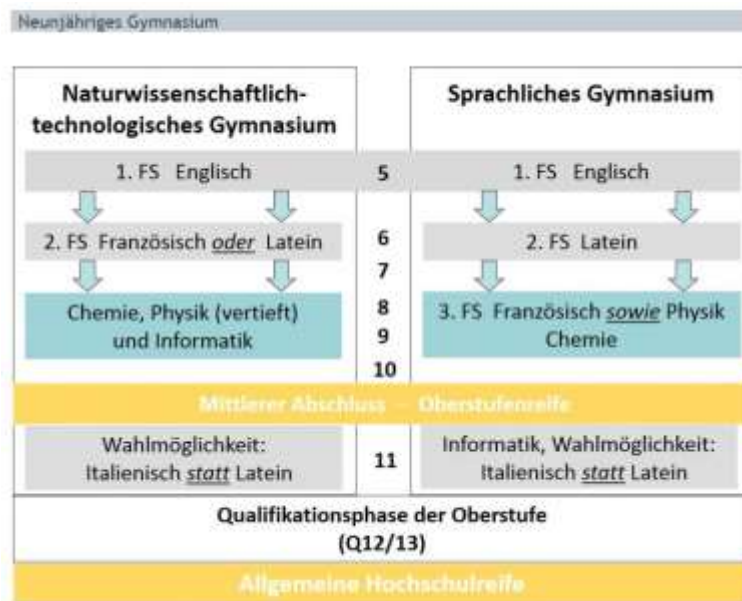 Neunjähriges Gymnasium
Naturwissenschaftlich-
technologisches Gymnasium
Sprachliches Gymnasium
1. FS Englisch
5
1. FS Englisch
2. FS Französisch oder Latein
6
2. FS Latein
7
Chemie, Physik (vertieft)
und Informatik
8
9
3. FS Französisch sowie Physik
Chemie
10
Mittlerer Abschluss — Oberstufenreife
Wahlmöglichkeit:
Italienisch statt Latein
11
Informatik, Wahlmöglichkeit:
Italienisch statt Latein
Qualifikationsphase der Oberstufe
(Q12/13)
Allgemeine Hochschulreife